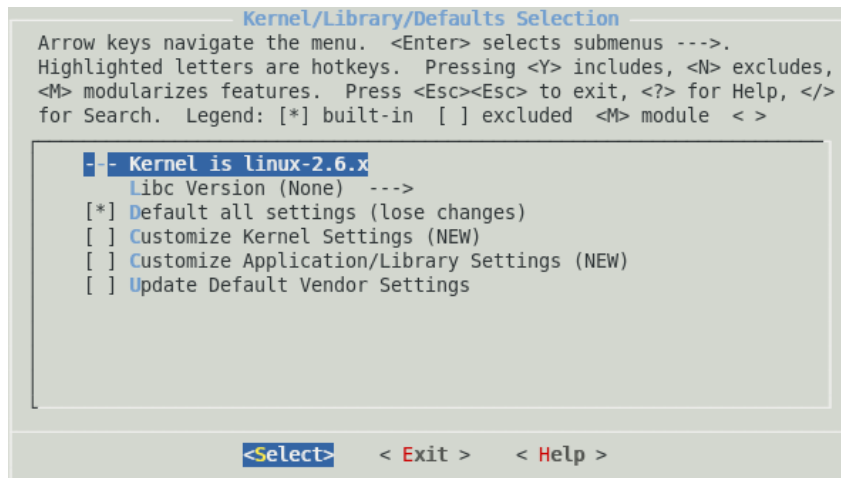 Kernel/Library/Defaults Selection
Arrow keys navigate the menu.  <Enter> selects submenus --->.
Highlighted letters are hotkeys.  Pressing <Y> includes, <N> excludes,
<M> modularizes features.  Press <Esc><Esc> to exit, <?> for Help, </>
for Search.  Legend: [*] built-in  [ ] excluded  <M> module  < >
--- Kernel is linux-2.6.x
Libc Version (None)  --->
[*] Default all settings (lose changes)
[ ] Customize Kernel Settings (NEW)
[ ] Customize Application/Library Settings (NEW)
[ ] Update Default Vendor Settings
<Select>    < Exit >    < Help >